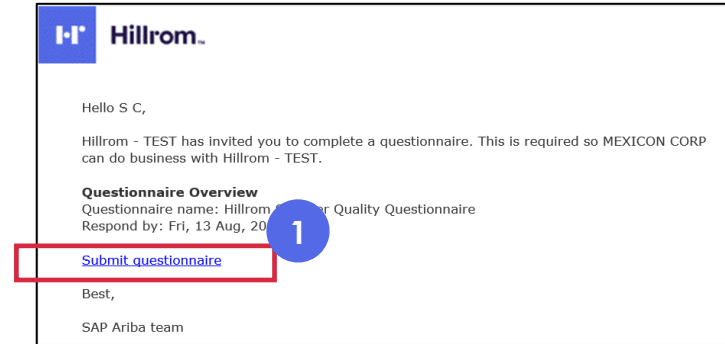 Hillrom™
Hello S C,
Hillrom - TEST has invited you to complete a questionnaire. This is required so MEXICON CORP
can do business with Hillrom - TEST.
Questionnaire Overview
Questionnaire name: Hillrom Quality Questionnaire
Respond by: Fri, 13 Aug,
1
Submit questionnaire
Best,
SAP Ariba team